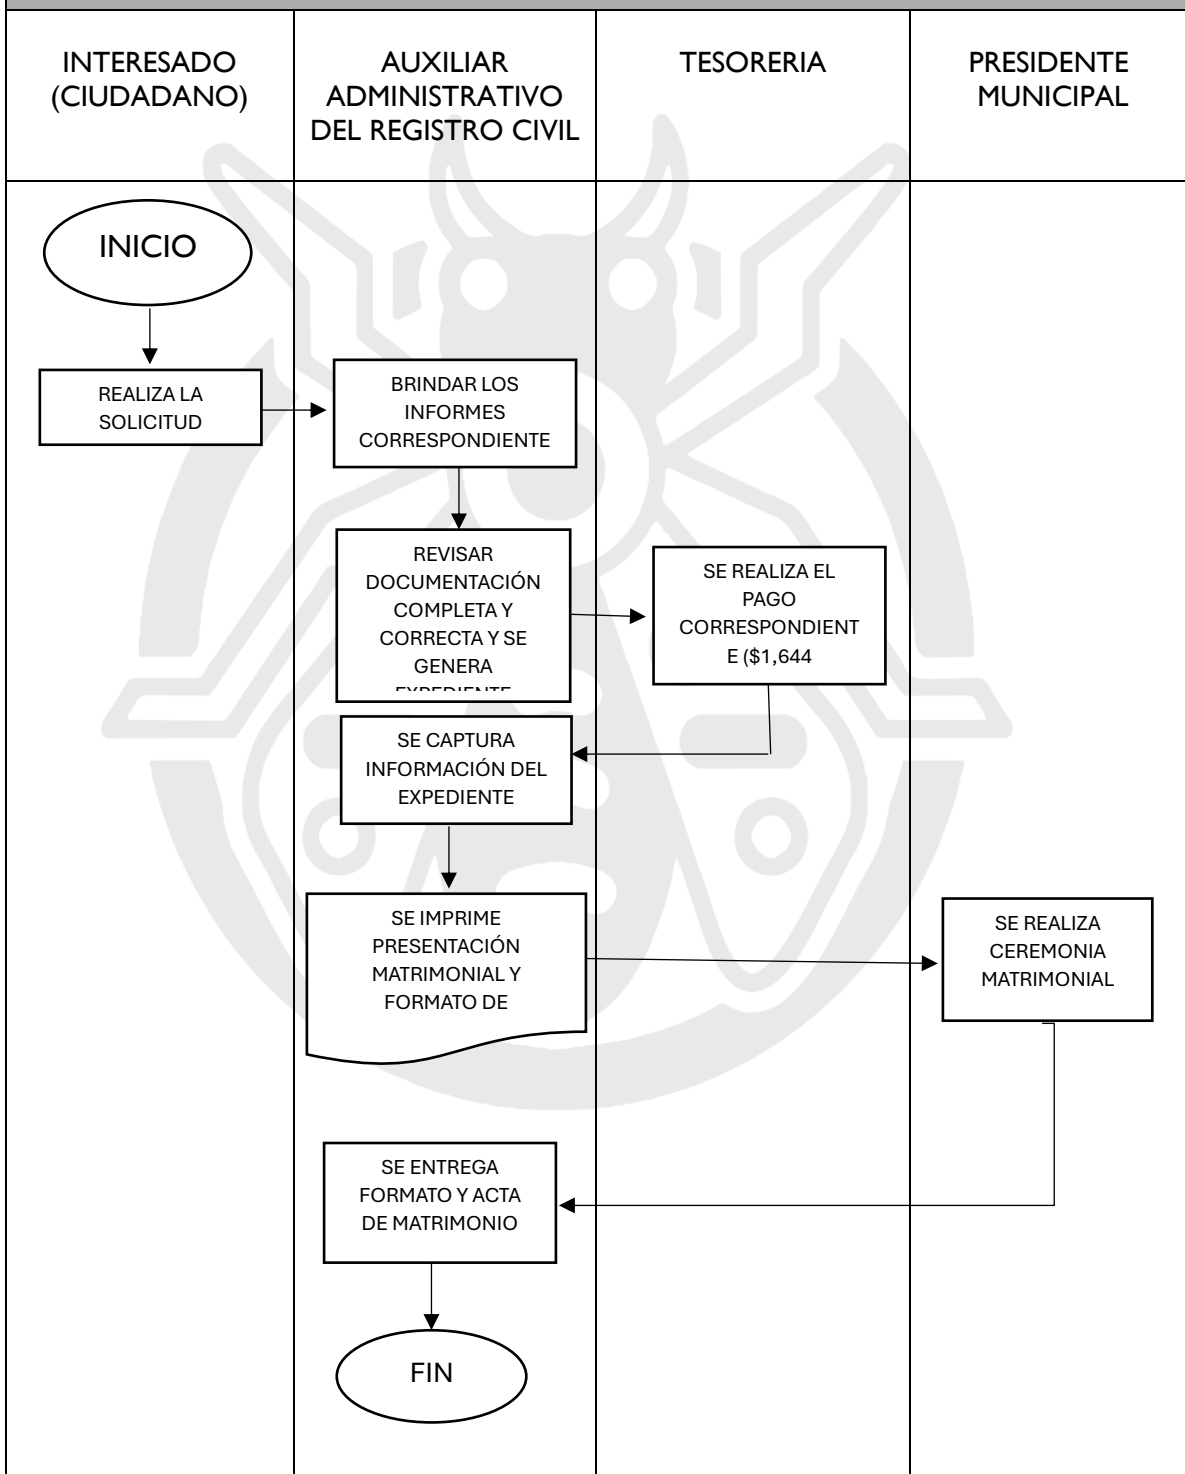 INTERESADO
(CIUDADANO)
AUXILIAR
ADMINISTRATIVO
DEL REGISTRO CIVIL
TESORERIA
PRESIDENTE
MUNICIPAL
INICIO
REALIZA LA
SOLICITUD
BRINDAR LOS
INFORMES
CORRESPONDIENTE
REVISAR
DOCUMENTACIÓN
COMPLETA Y
CORRECTA Y SE
GENERA
EXPEDIENTE
SE REALIZA EL
PAGO
CORRESPONDIENT
E ($1,644
SE CAPTURA
INFORMACIÓN DEL
EXPEDIENTE
SE IMPRIME
PRESENTACIÓN
MATRIMONIAL Y
FORMATO DE
SE REALIZA
CEREMONIA
MATRIMONIAL
SE ENTREGA
FORMATO Y ACTA
DE MATRIMONIO
FIN